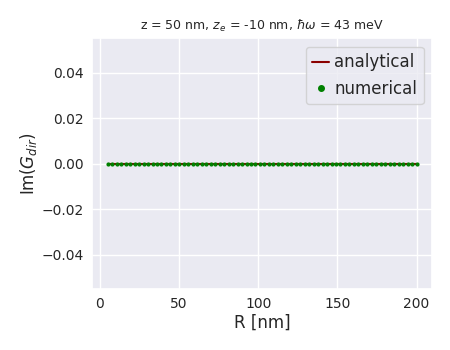 z = 50 nm, z_e = -10 nm, ħω = 43 meV
analytical
numerical
Im(G_dir)
0.04
0.02
0.00
−0.02
−0.04
0
50
100
150
200
R [nm]